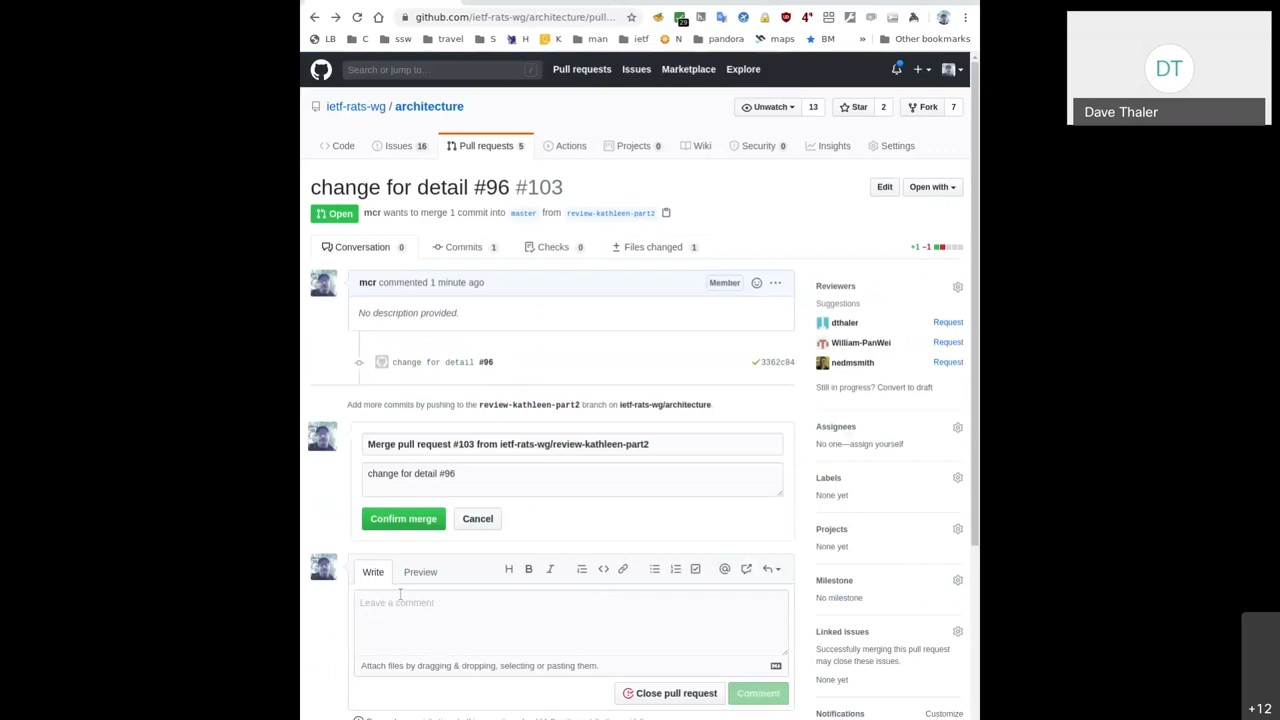 github.com/ietf-rats-wg/architecture/pull...
29
4°
LB C ssw travel S H K man ietf N pandora maps BM » Other bookmarks
Search or jump to... /
Pull requests Issues Marketplace Explore
ietf-rats-wg / architecture
Unwatch 13 Star 2 Fork 7
Code Issues 16 Pull requests 5 Actions Projects 0 Wiki Security 0 Insights Settings
change for detail #96 #103
Edit Open with
Open mcr wants to merge 1 commit into master from review-kathleen-part2
Conversation 0 Commits 1 Checks 0 Files changed 1 +1 −1
mcr commented 1 minute ago Member
No description provided.
change for detail #96 3362c84
Add more commits by pushing to the review-kathleen-part2 branch on ietf-rats-wg/architecture.
Merge pull request #103 from ietf-rats-wg/review-kathleen-part2
change for detail #96
Confirm merge Cancel
Write Preview
Leave a comment
Attach files by dragging & dropping, selecting or pasting them.
Close pull request Comment
Reviewers
Suggestions
dthaler Request
William-PanWei Request
nedmsmith Request
Still in progress? Convert to draft
Assignees
No one—assign yourself
Labels
None yet
Projects
None yet
Milestone
No milestone
Linked issues
Successfully merging this pull request
may close these issues.
None yet
Notifications Customize
DT
Dave Thaler
+12